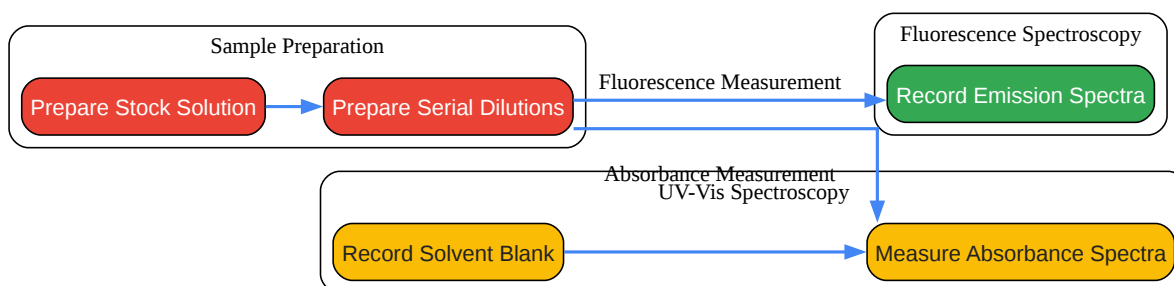 Sample Preparation
Fluorescence Spectroscopy
Prepare Stock Solution
Prepare Serial Dilutions
Fluorescence Measurement
Record Emission Spectra
Absorbance Measurement
UV-Vis Spectroscopy
Record Solvent Blank
Measure Absorbance Spectra